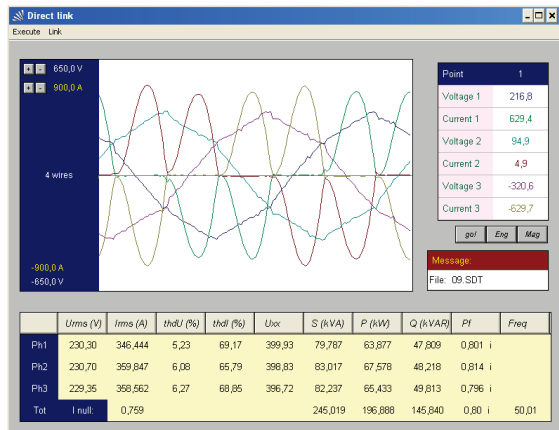 Direct link
Execute Link
+ - 650,0 V
+ - 900,0 A
4 wires
-900,0 A
-650,0 V
Point 1
Voltage 1 216,8
Current 1 629,4
Voltage 2 94,9
Current 2 4,9
Voltage 3 -320,6
Current 3 -629,7
go! Eng Mag
Message:
File: 09.SDT
Urms (V) Irms (A) thdU (%) thdI (%) Uxx S (kVA) P (kW) Q (kVAR) Pf Freq
Ph1 230,30 346,444 5,23 69,17 399,93 79,787 63,877 47,809 0,801 i
Ph2 230,70 359,847 6,08 65,79 398,83 83,017 67,578 48,218 0,814 i
Ph3 229,35 358,562 6,27 68,85 396,72 82,237 65,433 49,813 0,796 i
Tot I null: 0,759 245,019 196,888 145,840 0,80 i 50,01